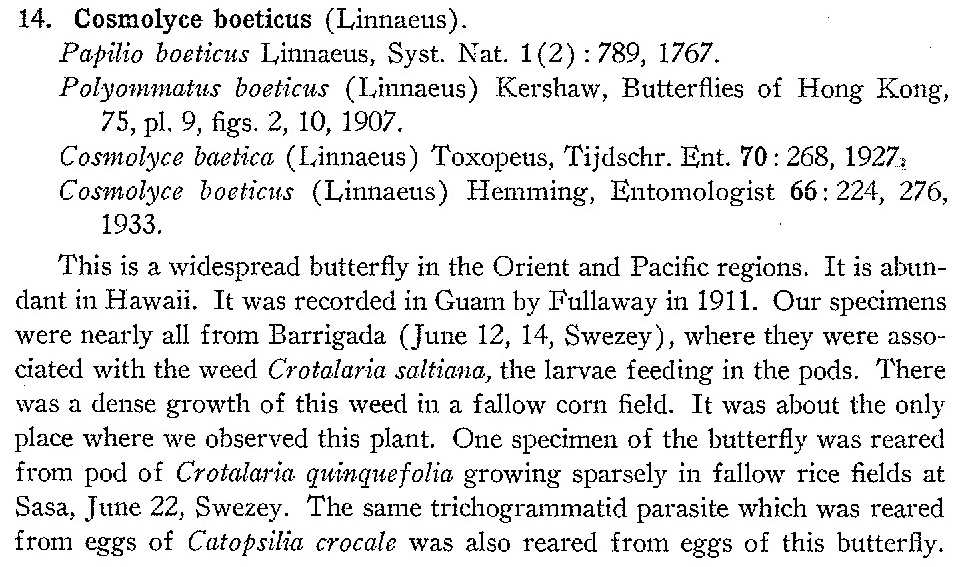 14. Cosmolyce boeticus (Linnaeus).
Papilio boeticus Linnaeus, Syst. Nat. 1(2) : 789, 1767.
Polyommatus boeticus (Linnaeus) Kershaw, Butterflies of Hong Kong,
75, pl. 9, figs. 2, 10, 1907.
Cosmolyce baetica (Linnaeus) Toxopeus, Tijdschr. Ent. 70 : 268, 1927.
Cosmolyce boeticus (Linnaeus) Hemming, Entomologist 66 : 224, 276,
1933.
This is a widespread butterfly in the Orient and Pacific regions. It is abun-
dant in Hawaii. It was recorded in Guam by Fullaway in 1911. Our specimens
were nearly all from Barrigada (June 12, 14, Swezey), where they were asso-
ciated with the weed Crotalaria saltiana, the larvae feeding in the pods. There
was a dense growth of this weed in a fallow corn field. It was about the only
place where we observed this plant. One specimen of the butterfly was reared
from pod of Crotalaria quinquefolia growing sparsely in fallow rice fields at
Sasa, June 22, Swezey. The same trichogrammatid parasite which was reared
from eggs of Catopsilia crocale was also reared from eggs of this butterfly.